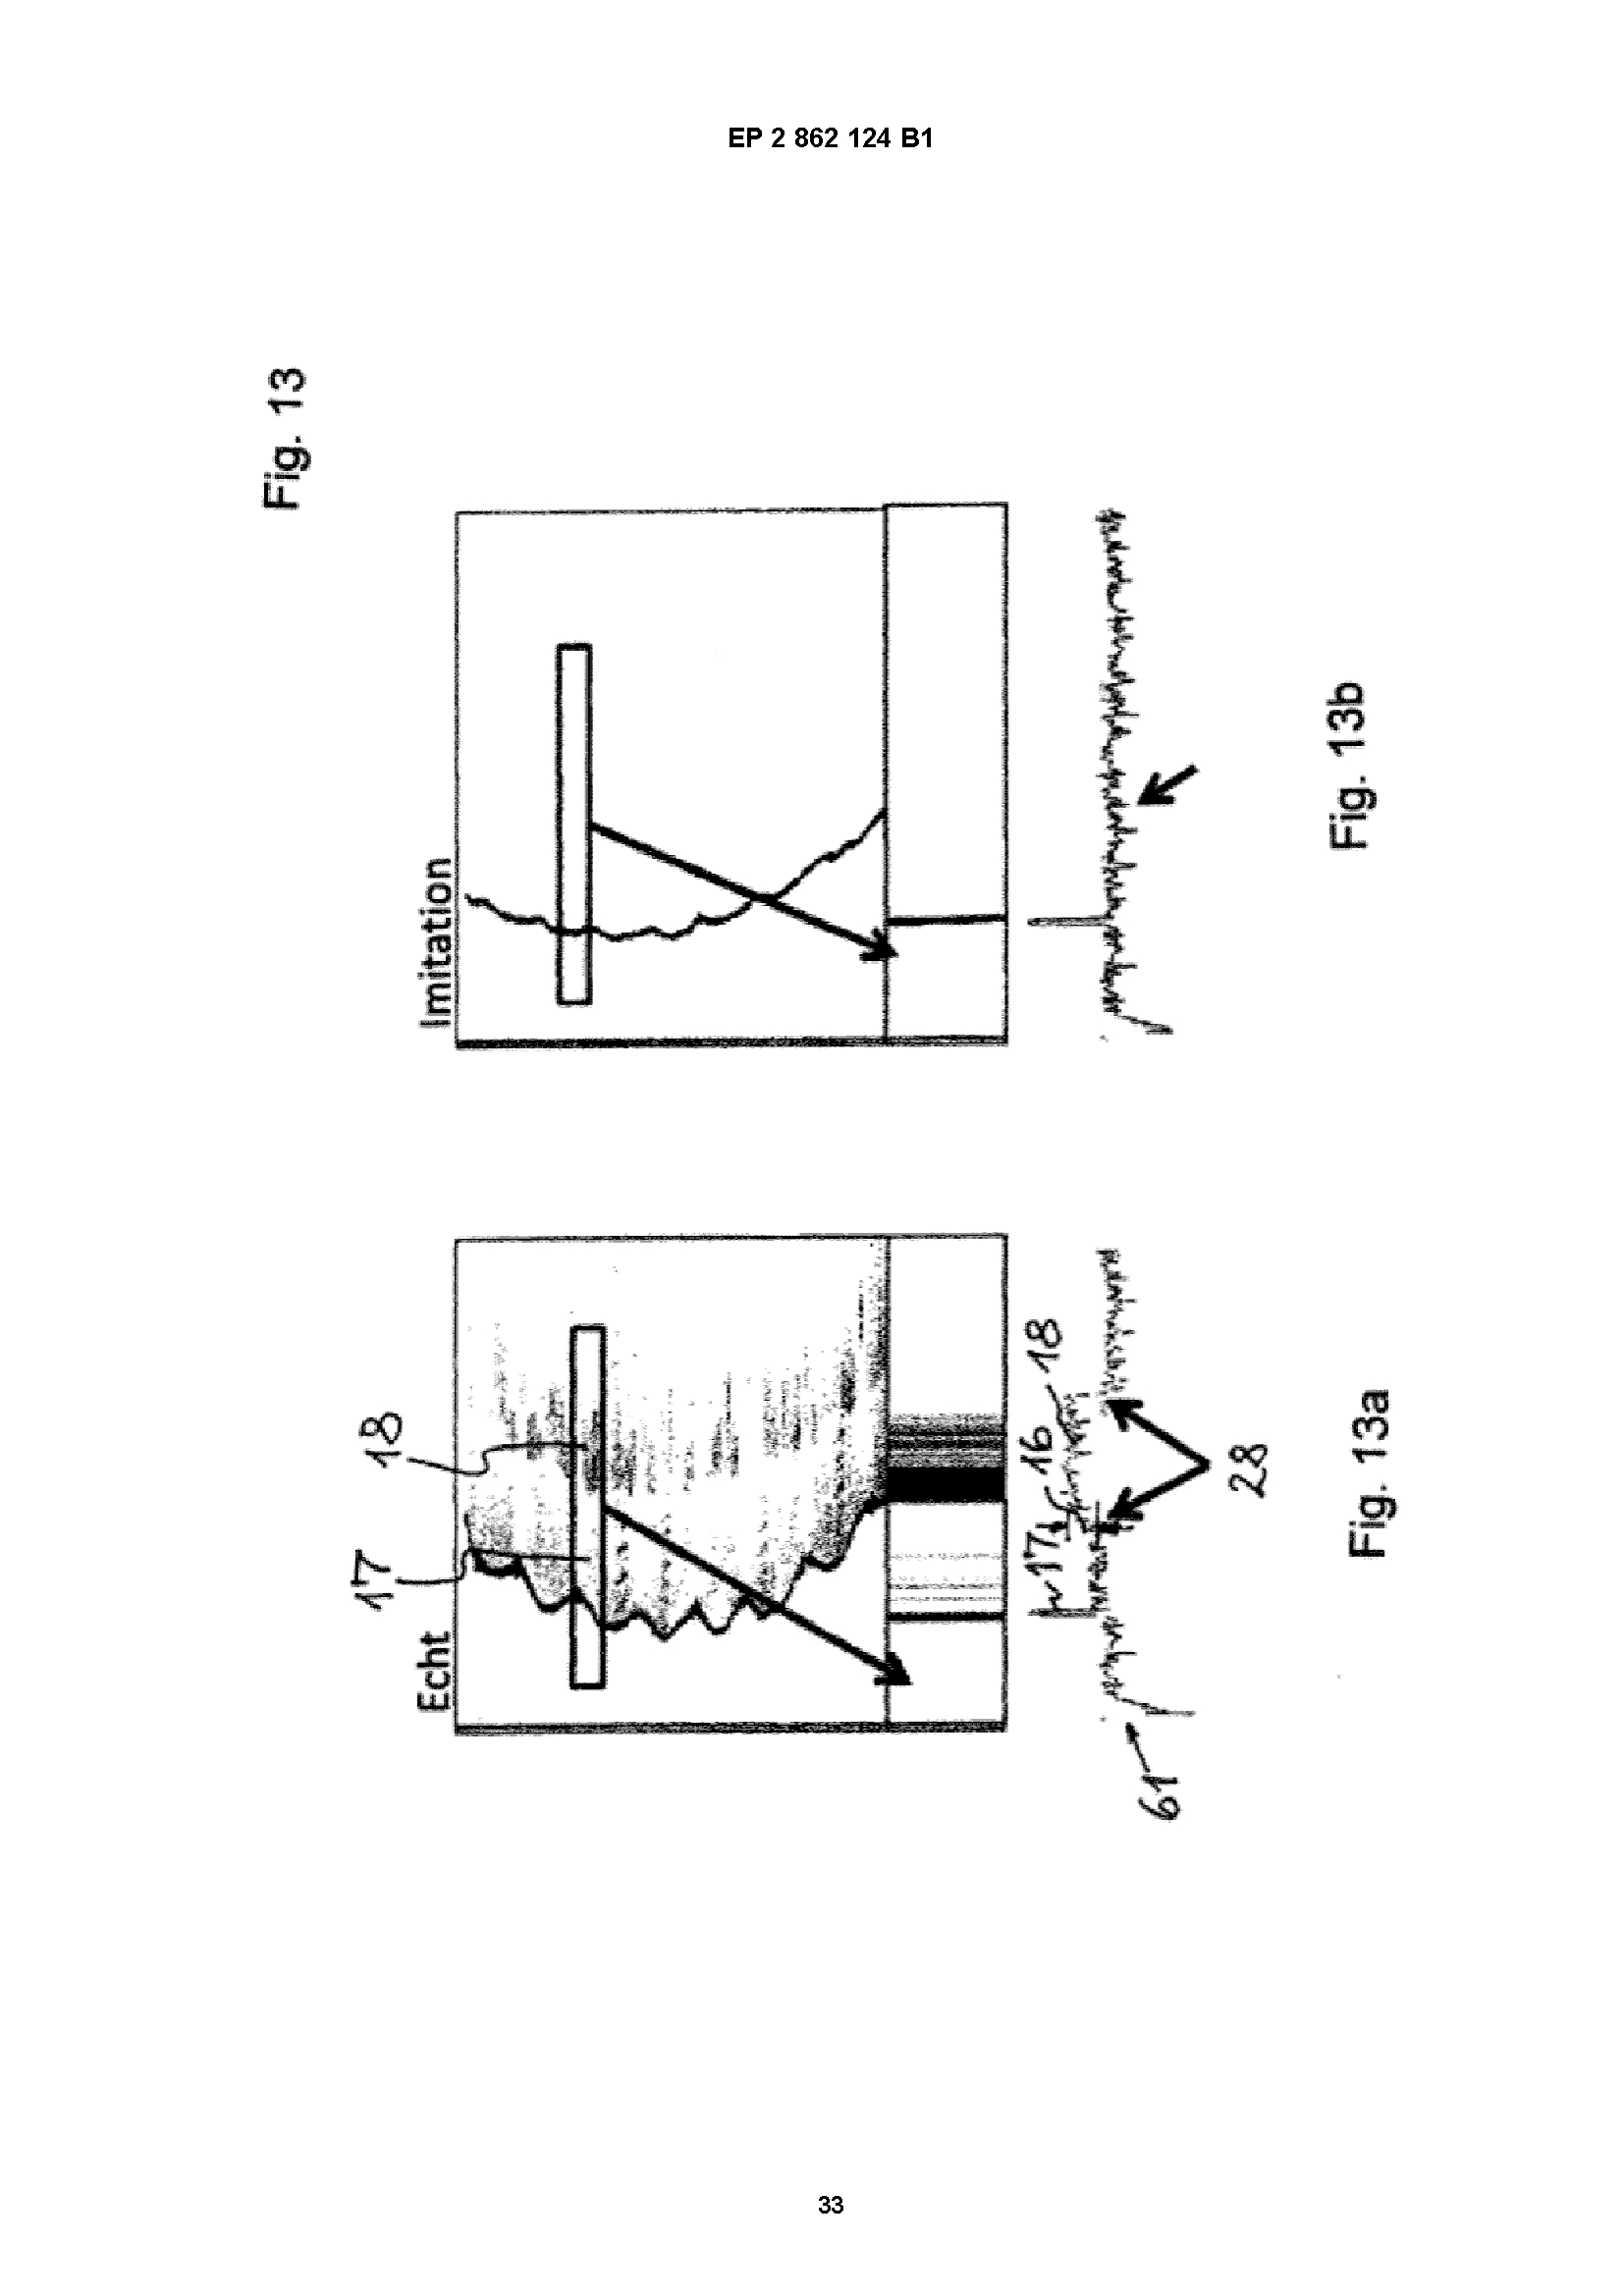 EP 2 862 124 B1
Fig. 13
Echt
Imitation
17
18
17
16
18
61
28
Fig. 13a
Fig. 13b
33